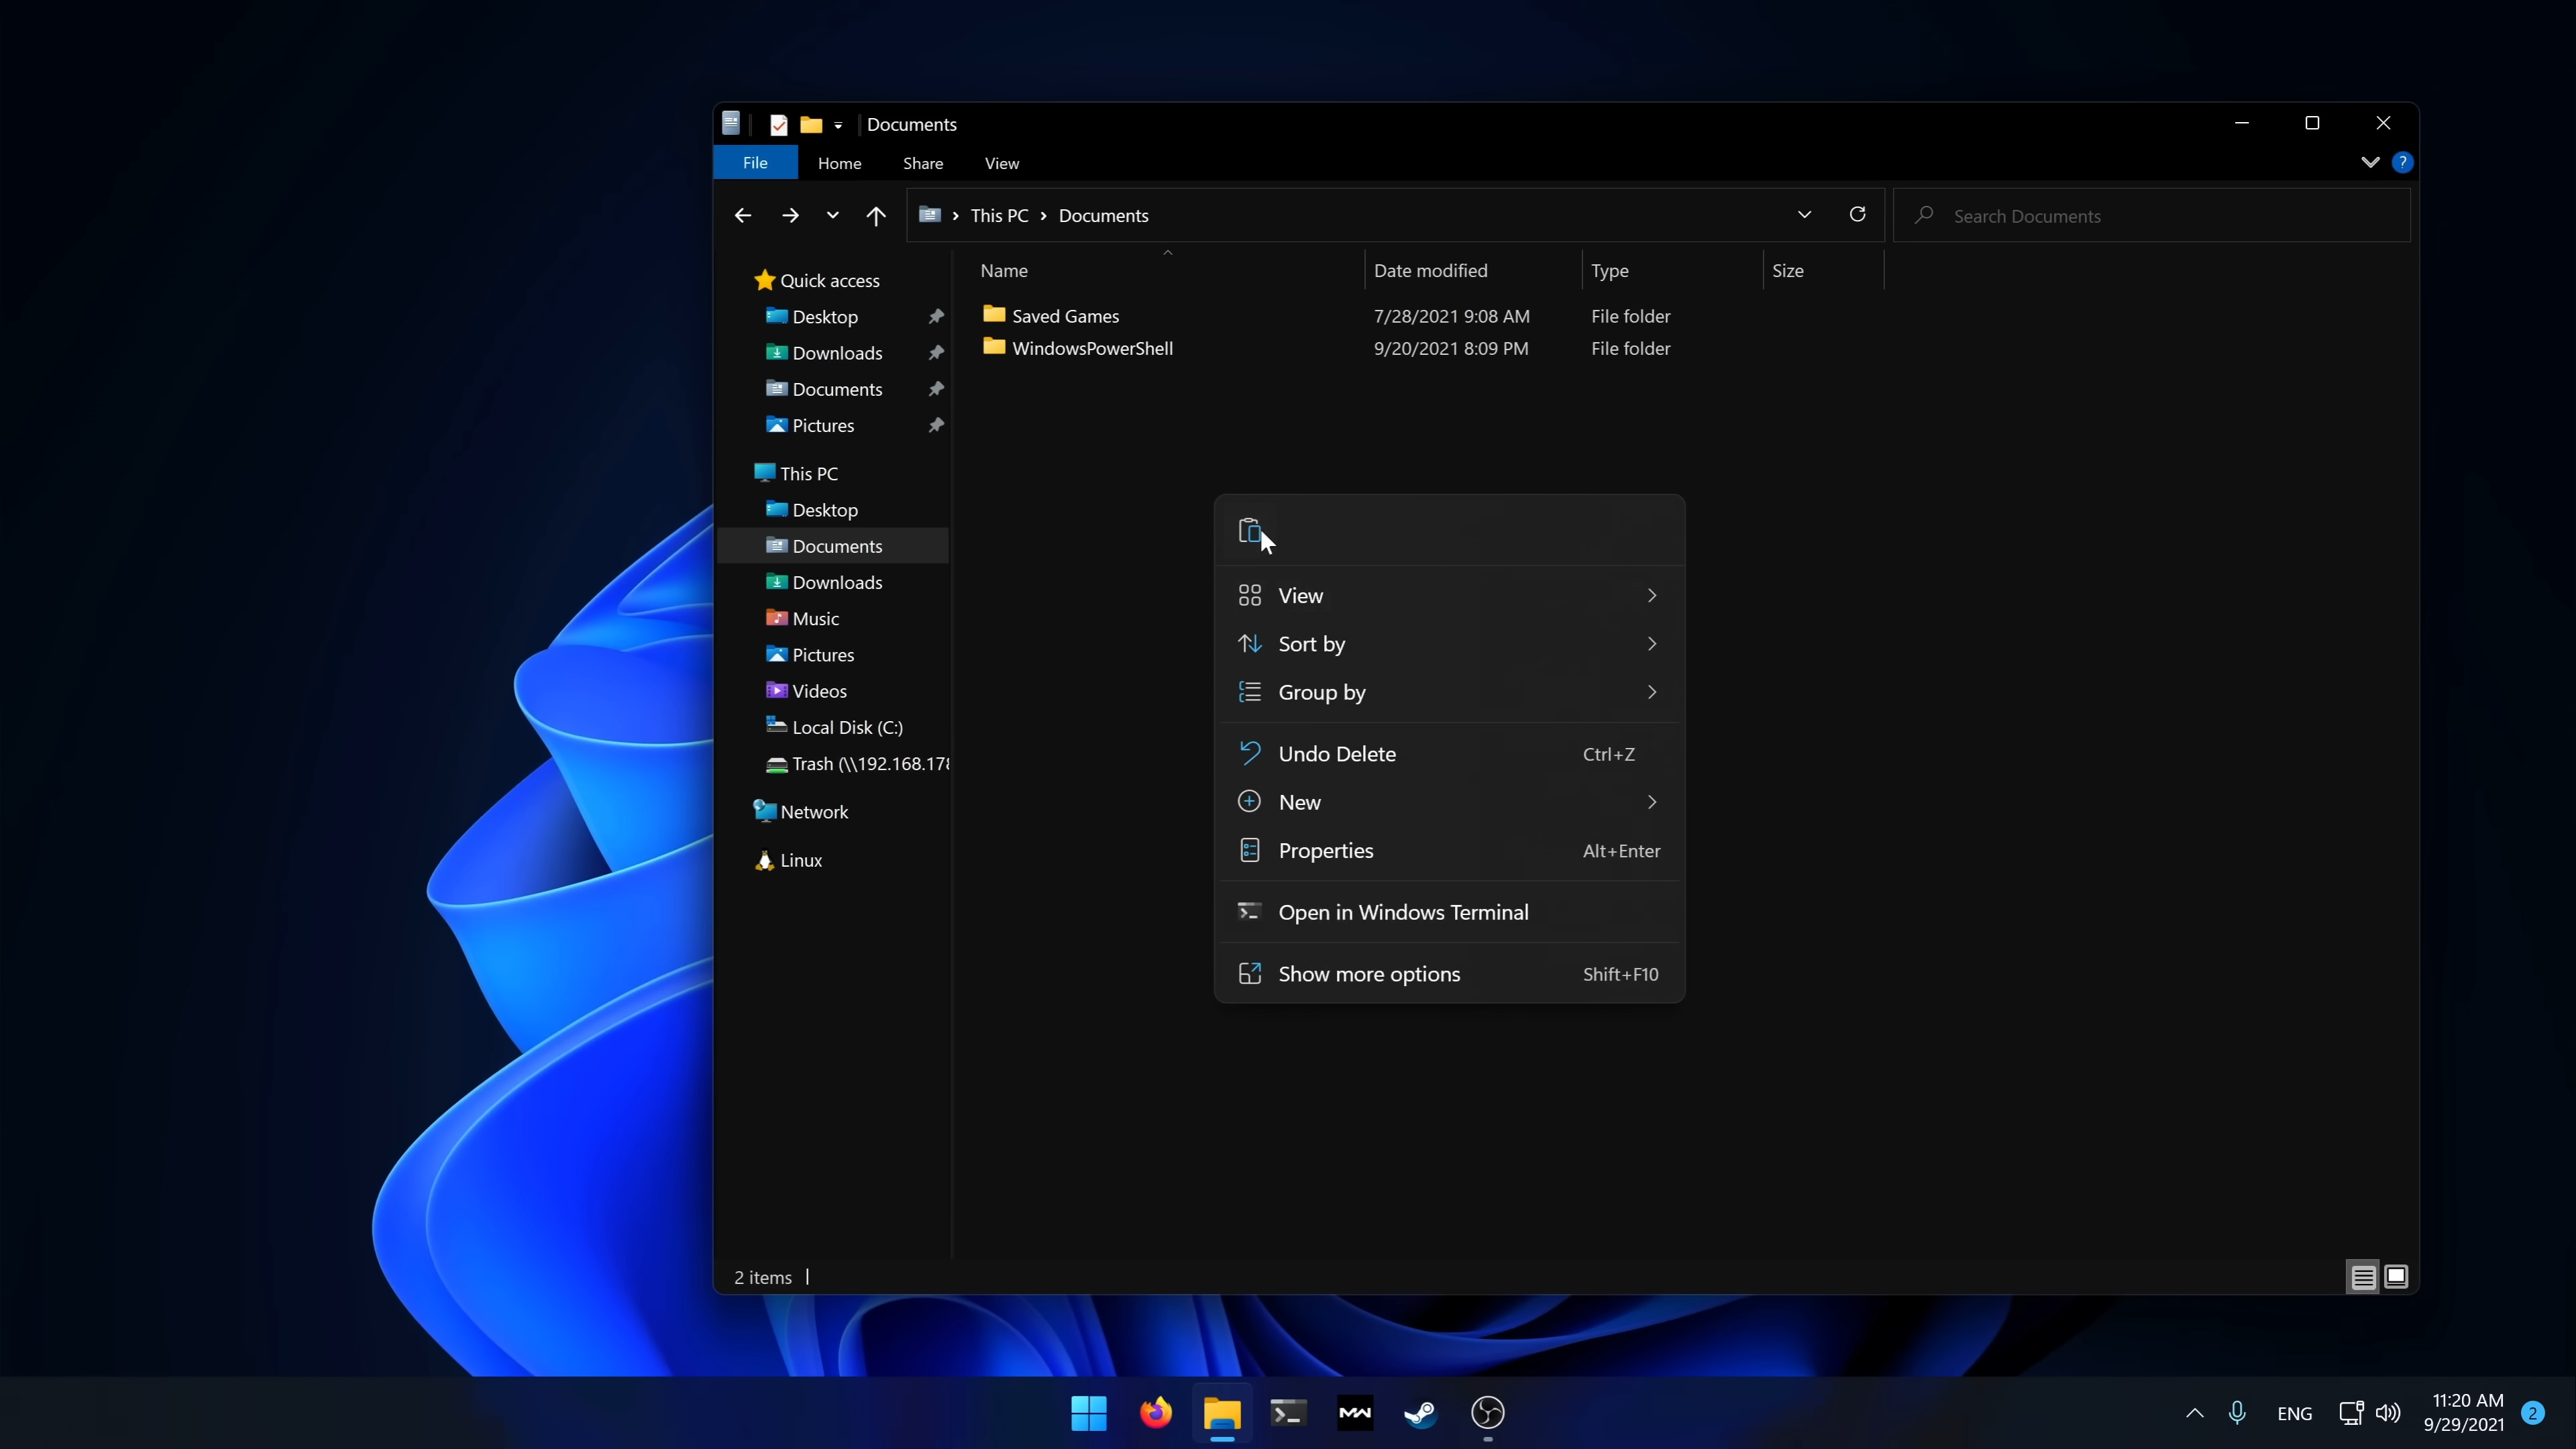 Documents
File Home Share View
?
This PC Documents
Search Documents
Name Date modified Type Size
Saved Games 7/28/2021 9:08 AM File folder
WindowsPowerShell 9/20/2021 8:09 PM File folder
Quick access
Desktop
Downloads
Documents
Pictures
This PC
Desktop
Documents
Downloads
Music
Pictures
Videos
Local Disk (C:)
Trash (\\192.168.178
Network
Linux
View
Sort by
Group by
Undo Delete Ctrl+Z
New
Properties Alt+Enter
Open in Windows Terminal
Show more options Shift+F10
2 items
MW
ENG
11:20 AM
9/29/2021
2